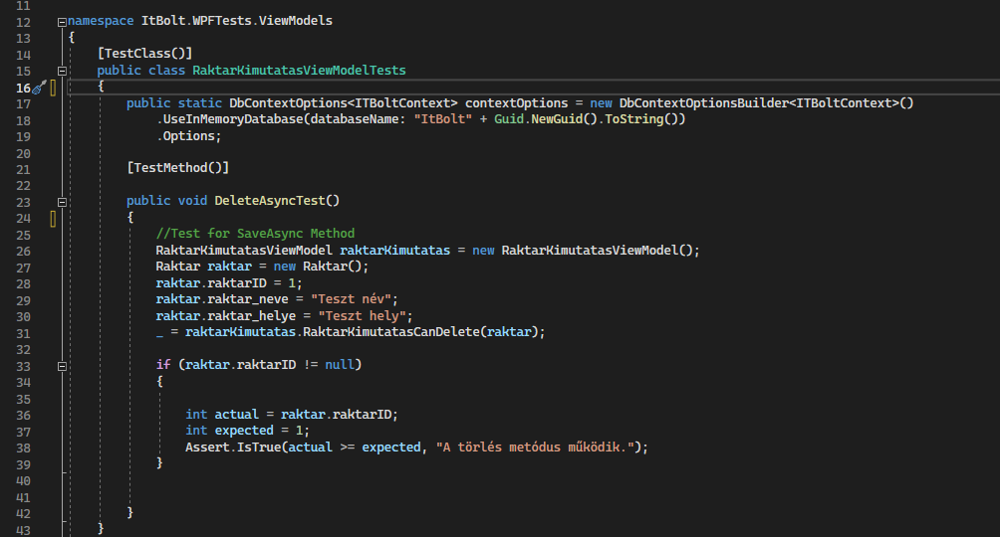 11
12 namespace ItBolt.WPFTests.ViewModels
13 {
14 [TestClass()]
15 public class RaktarKimutatasViewModelTests
16 {
17 public static DbContextOptions<ITBoltContext> contextOptions = new DbContextOptionsBuilder<ITBoltContext>()
18 .UseInMemoryDatabase(databaseName: "ItBolt" + Guid.NewGuid().ToString())
19 .Options;
20
21 [TestMethod()]
22
23 public void DeleteAsyncTest()
24 {
25 //Test for SaveAsync Method
26 RaktarKimutatasViewModel raktarKimutatas = new RaktarKimutatasViewModel();
27 Raktar raktar = new Raktar();
28 raktar.raktarID = 1;
29 raktar.raktar_neve = "Teszt név";
30 raktar.raktar_helye = "Teszt hely";
31 _ = raktarKimutatas.RaktarKimutatasCanDelete(raktar);
32
33 if (raktar.raktarID != null)
34 {
35
36 int actual = raktar.raktarID;
37 int expected = 1;
38 Assert.IsTrue(actual >= expected, "A törlés metódus működik.");
39 }
40
41
42 }
43 }